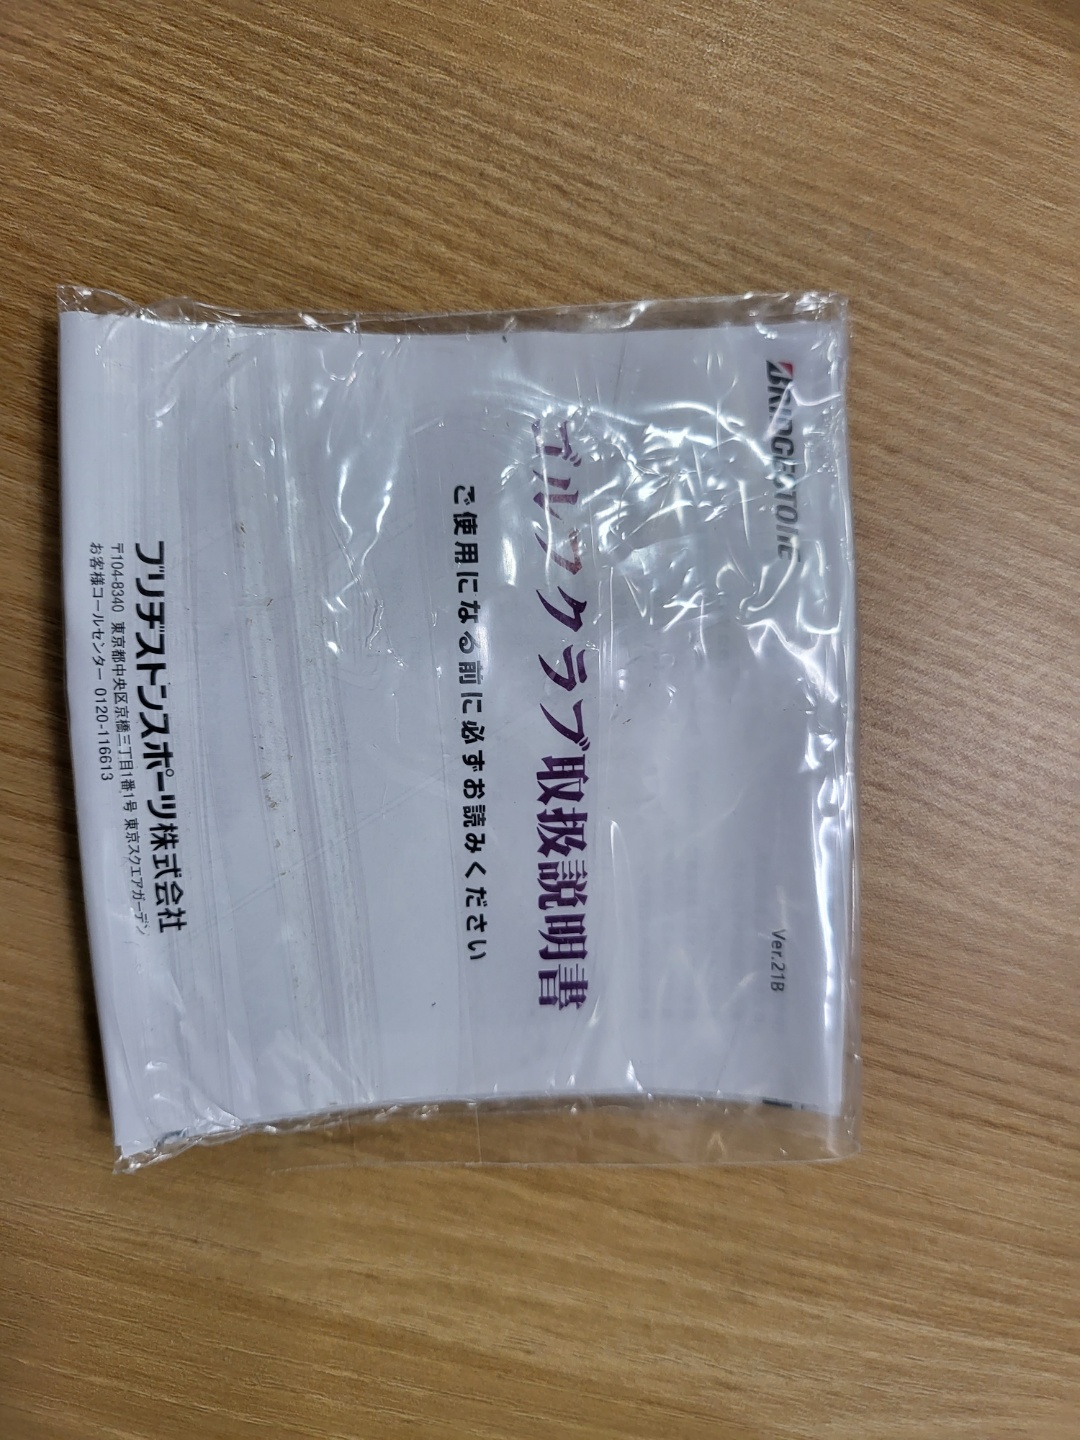 BRIDGESTONE
Ver.21B
ゴルフクラブ取扱説明書
ご使用になる前に必ずお読みください
ブリヂストンスポーツ株式会社
〒104-8340 東京都中央区京橋三丁目1番1号 東京スクエアガーデン
お客様コールセンター 0120-116613